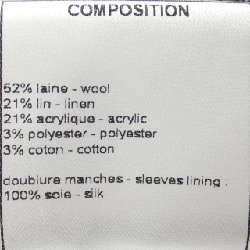 COMPOSITION
52% laine - wool
21% lin - linen
21% acrylique - acrylic
3% polyester - polyester
3% coton - cotton
doublure manches - sleeves lining :
100% soie - silk